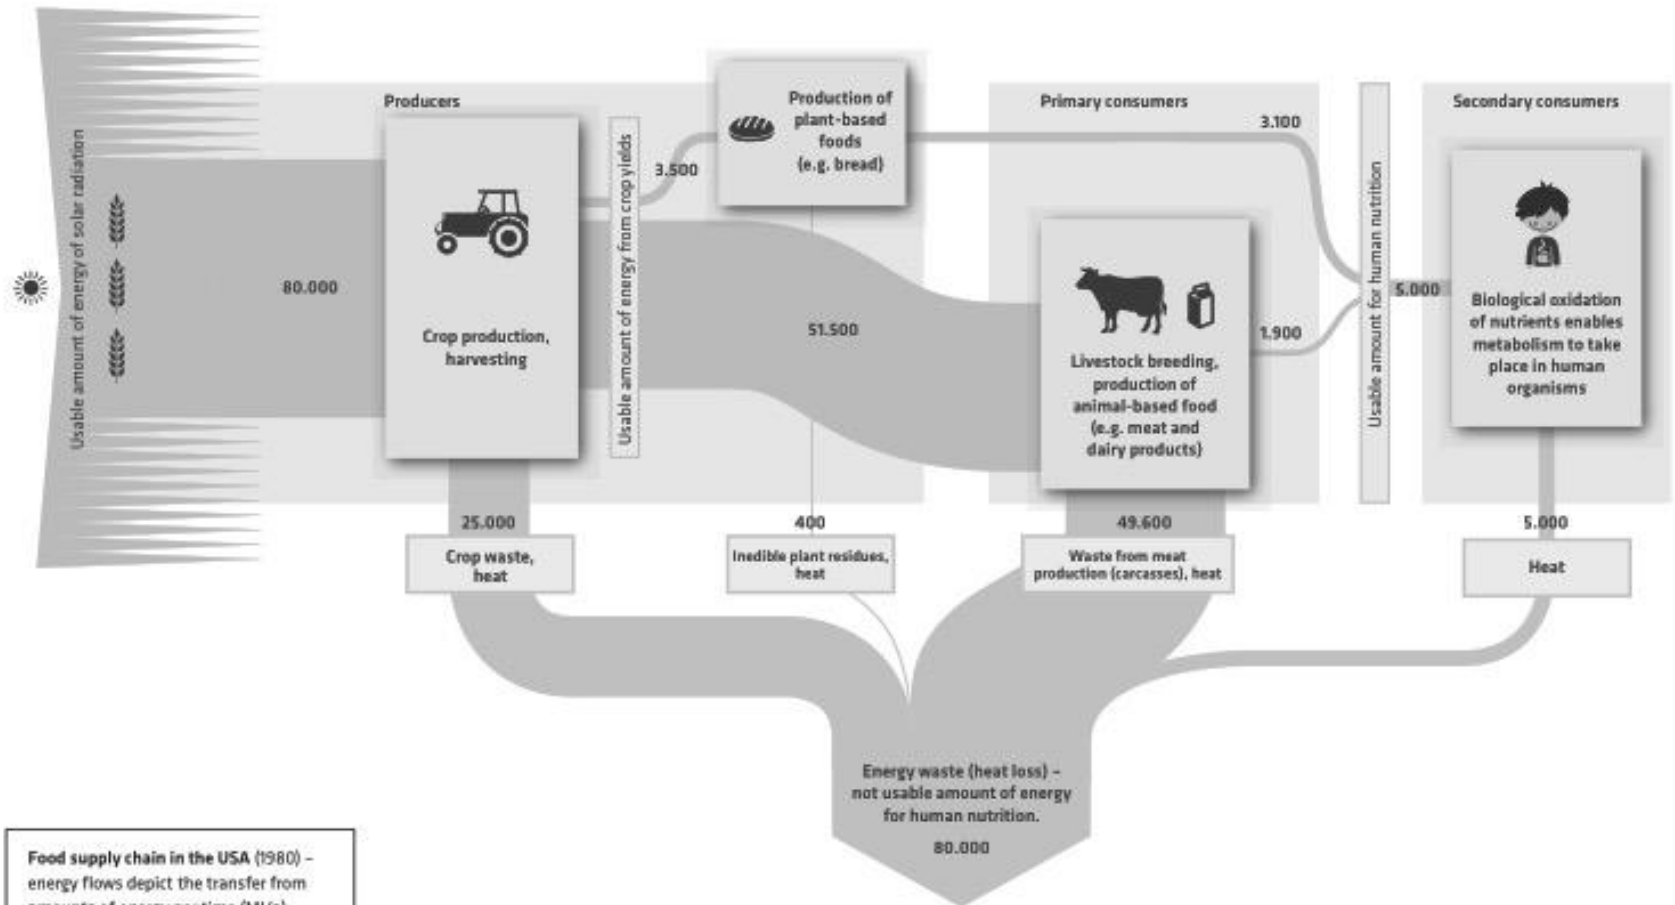 Usable amount of energy of solar radiation
80.000
Producers
Crop production,
harvesting
Usable amount of energy from crop yields
3.500
Production of
plant-based
foods
(e.g. bread)
51.500
Primary consumers
Livestock breeding,
production of
animal-based food
(e.g. meat and
dairy products)
3.100
1.900
Usable amount for human nutrition
5.000
Secondary consumers
Biological oxidation
of nutrients enables
metabolism to take
place in human
organisms
25.000
Crop waste,
heat
400
Inedible plant residues,
heat
49.600
Waste from meat
production (carcasses), heat
5.000
Heat
Energy waste (heat loss) –
not usable amount of energy
for human nutrition.
80.000
Food supply chain in the USA (1980) –
energy flows depict the transfer from